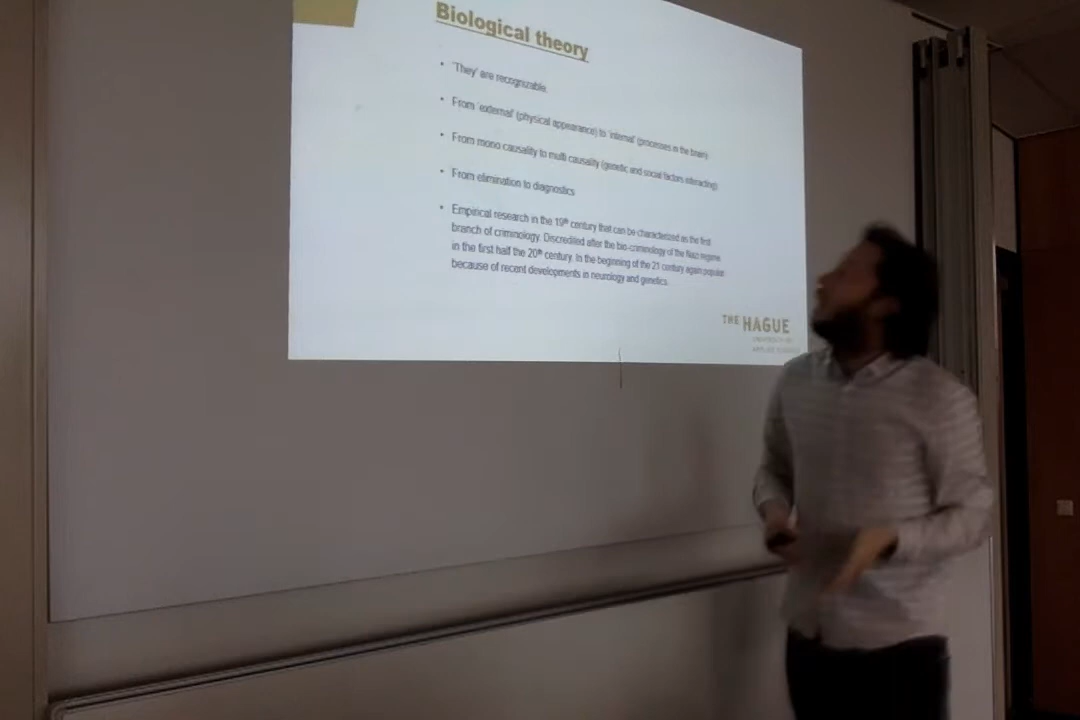 Biological theory
• 'They' are recognizable.
• From 'external' (physical appearance) to 'internal' (processes in the brain)
• From mono causality to multi causality (genetic and social factors interacting)
• From elimination to diagnostics
• Empirical research in the 19th century that can be characterized as the first
branch of criminology. Discredited after the bio-criminology of the Nazi regime
in the first half the 20th century. In the beginning of the 21 century again popular
because of recent developments in neurology and genetics.
THE HAGUE
UNIVERSITY OF
APPLIED SCIENCES